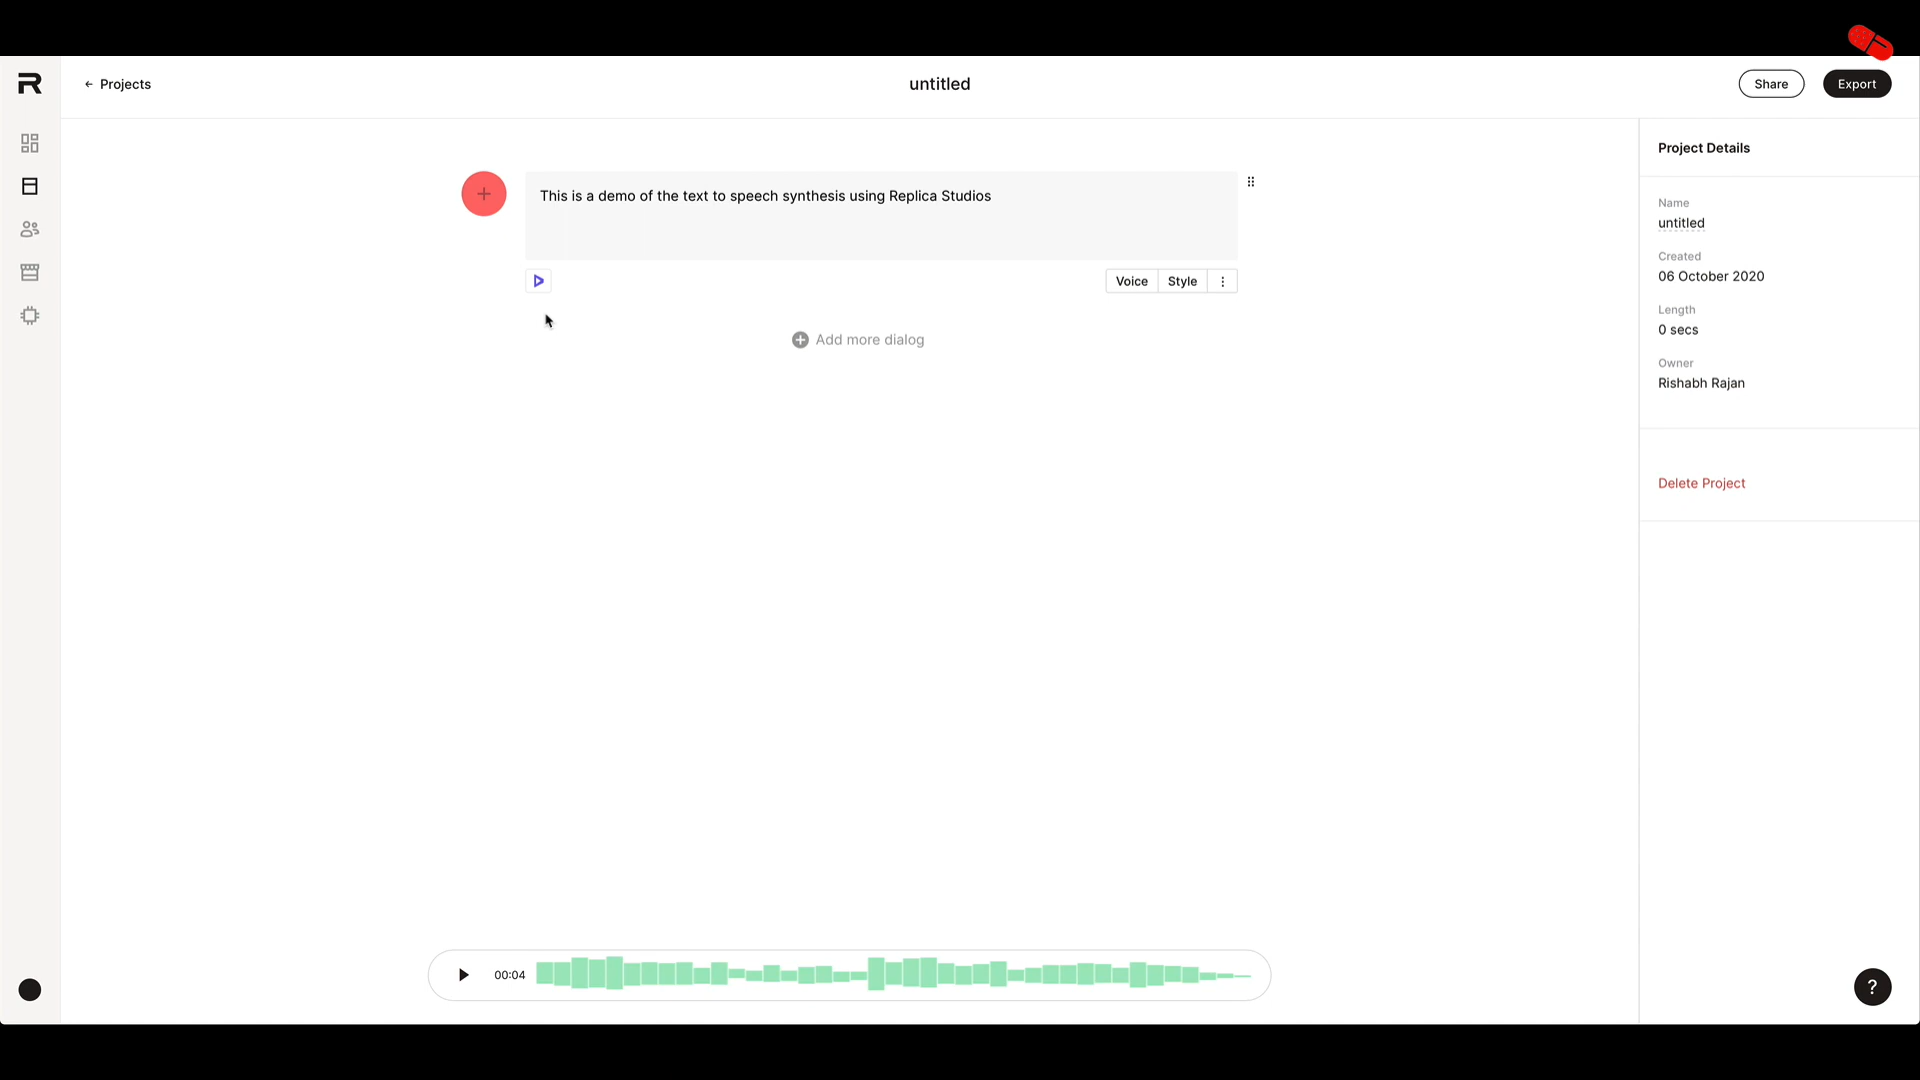 R
← Projects
untitled
Share
Export
This is a demo of the text to speech synthesis using Replica Studios
Voice
Style
Add more dialog
Project Details
Name
untitled
Created
06 October 2020
Length
0 secs
Owner
Rishabh Rajan
Delete Project
00:04
?